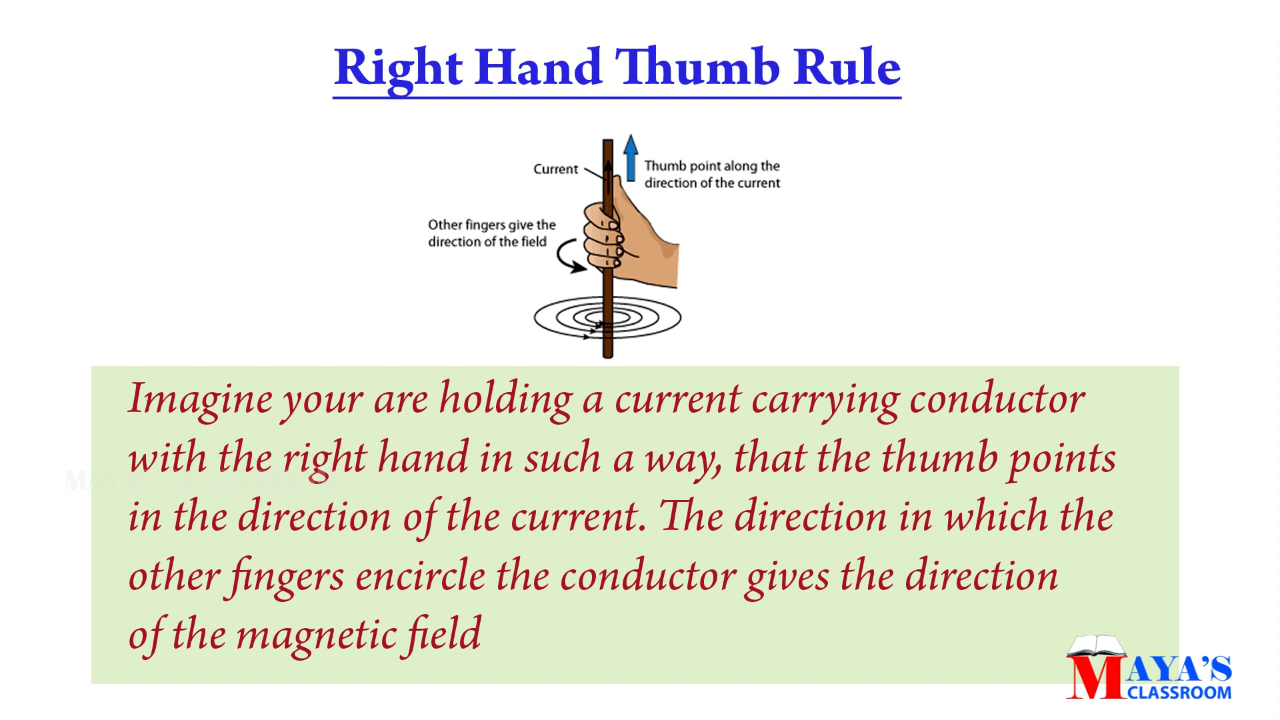 Right Hand Thumb Rule
Current
Thumb point along the
direction of the current
Other fingers give the
direction of the field
Imagine your are holding a current carrying conductor
with the right hand in such a way, that the thumb points
in the direction of the current. The direction in which the
other fingers encircle the conductor gives the direction
of the magnetic field
MAYA'S
CLASSROOM